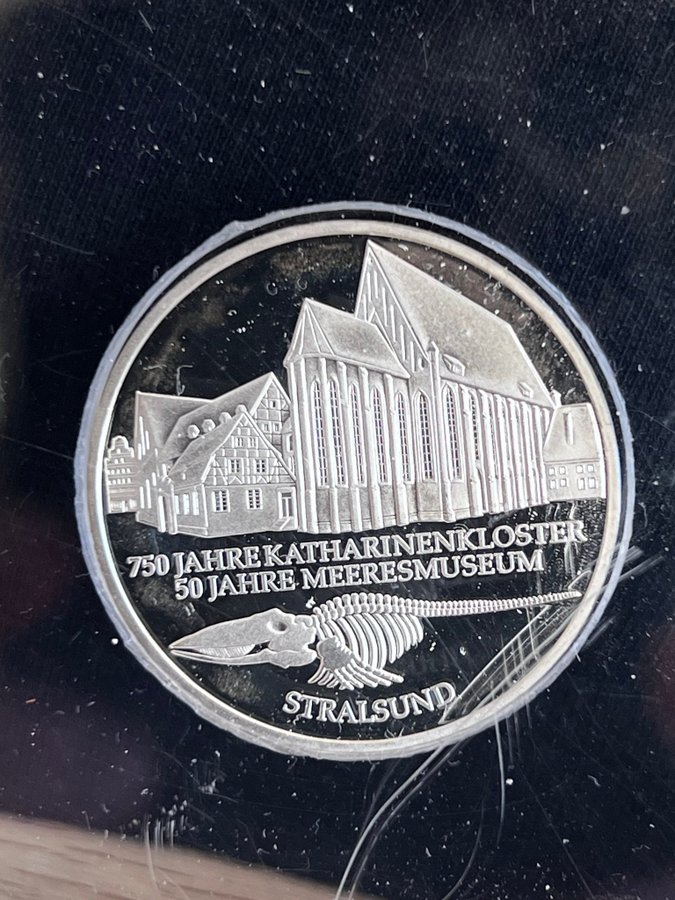 750 JAHRE KATHARINENKLOSTER
50 JAHRE MEERESMUSEUM
STRALSUND